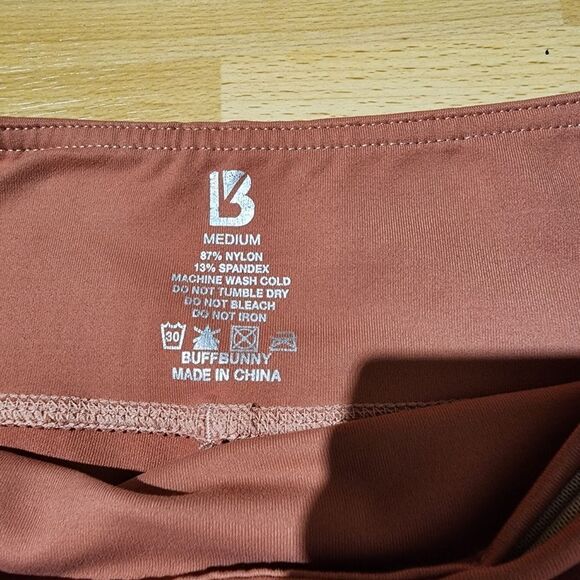 B
MEDIUM
87% NYLON
13% SPANDEX
MACHINE WASH COLD
DO NOT TUMBLE DRY
DO NOT BLEACH
DO NOT IRON
30
BUFFBUNNY
MADE IN CHINA